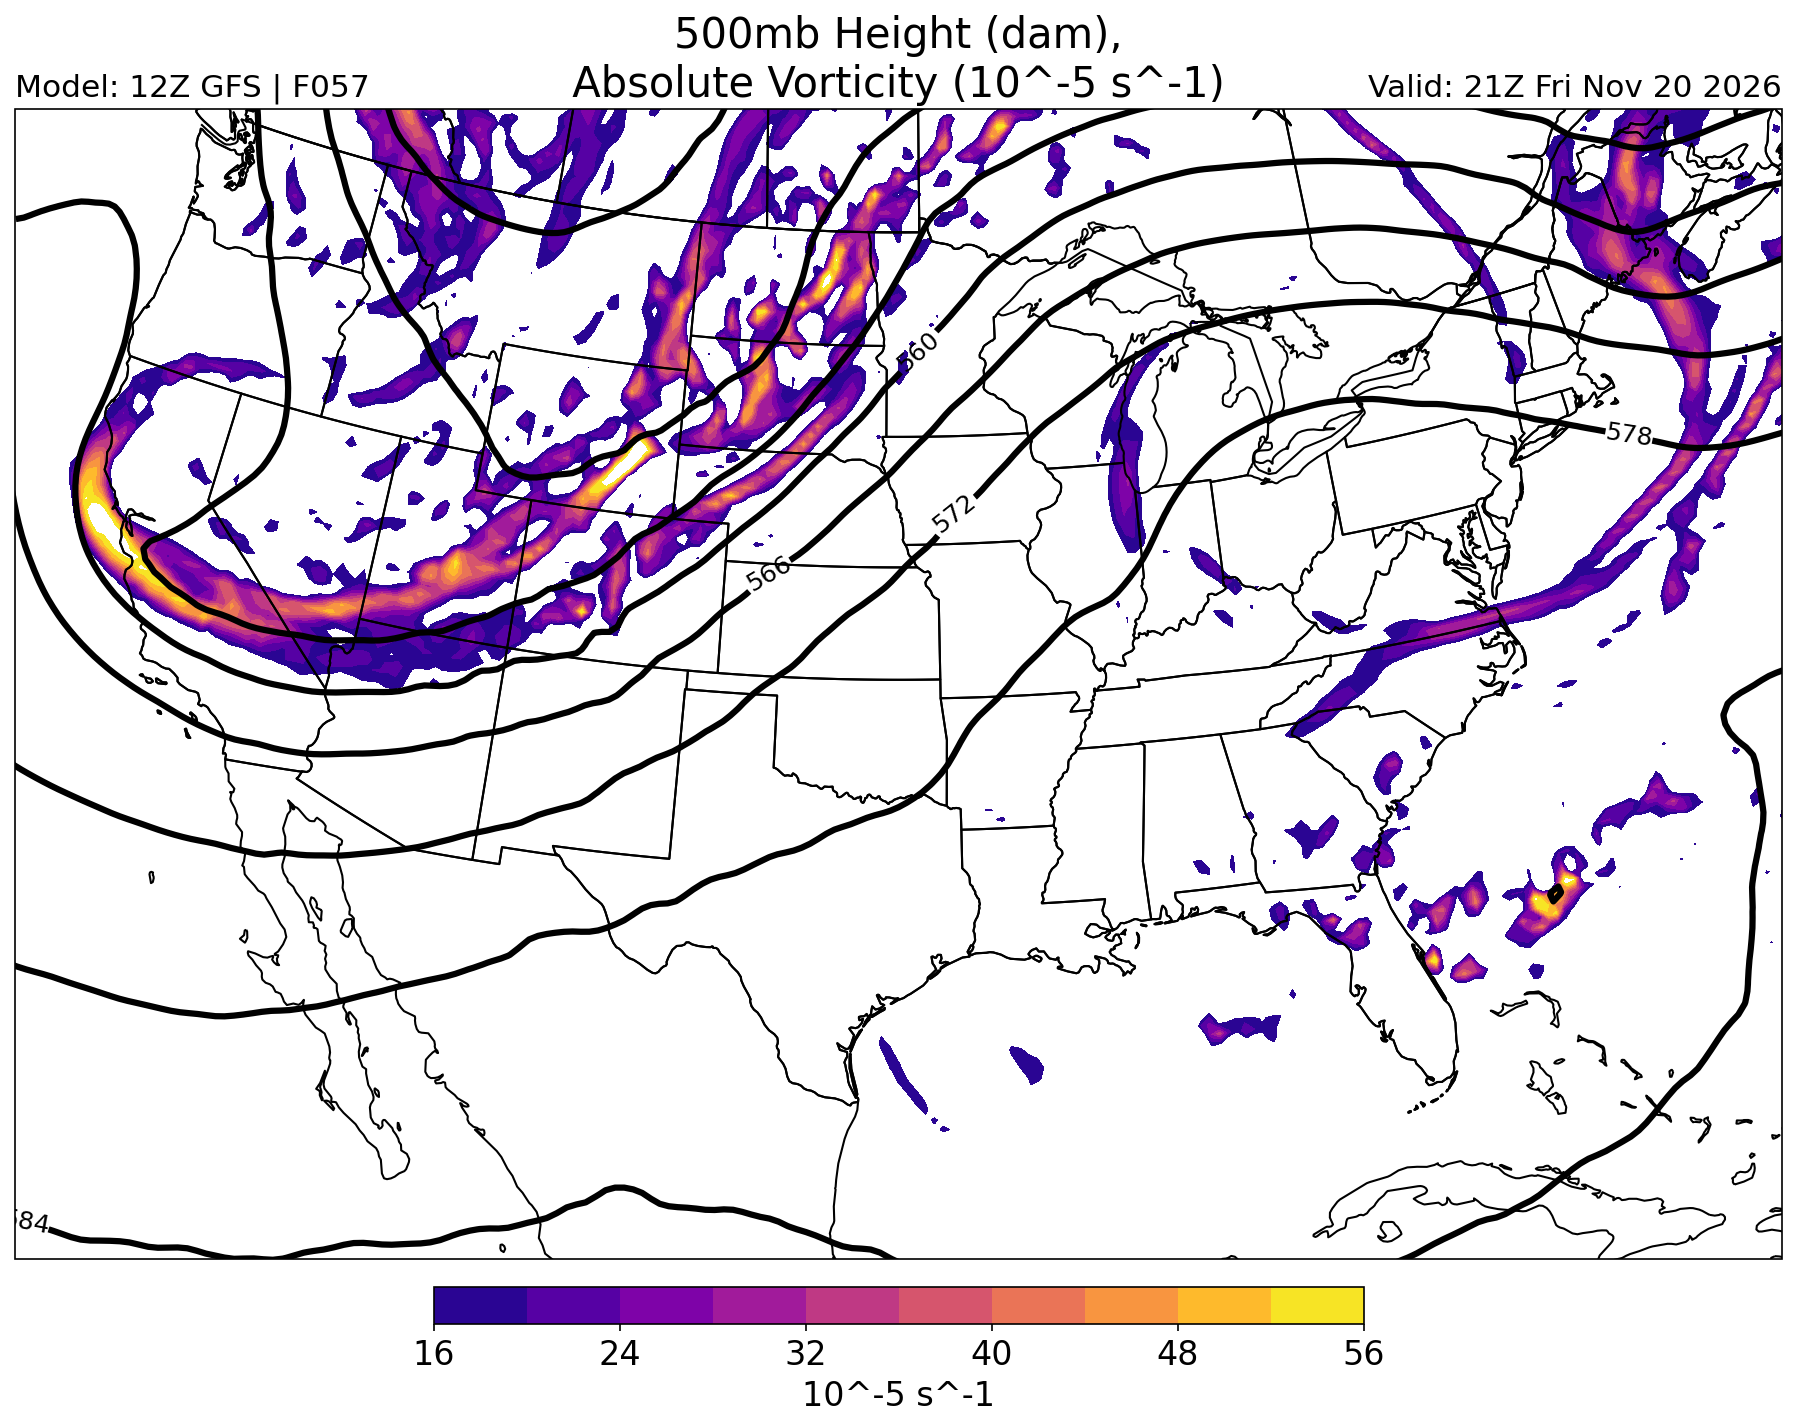 500mb Height (dam),
Model: 12Z GFS | F057
Absolute Vorticity (10^-5 s^-1)
Valid: 21Z Fri Nov 20 2026
560
578
572
566
584
16 24 32 40 48 56
10^-5 s^-1